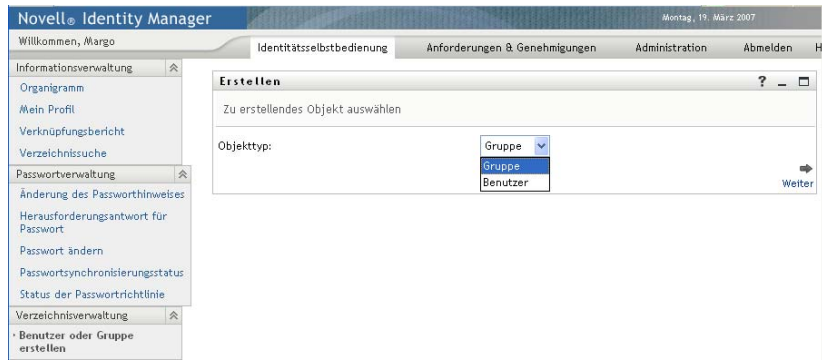 Novell® Identity Manager
Montag, 19. März 2007
Willkommen, Margo
Identitätsselbstbedienung
Anforderungen & Genehmigungen
Administration
Abmelden
H
Informationsverwaltung
Organigramm
Mein Profil
Verknüpfungsbericht
Verzeichnissuche
Passwortverwaltung
Änderung des Passworthinweises
Herausforderungsantwort für
Passwort
Passwort ändern
Passwortsynchronisierungsstatus
Status der Passwortrichtlinie
Verzeichnisverwaltung
Benutzer oder Gruppe
erstellen
Erstellen
?
Zu erstellendes Objekt auswählen
Objekttyp:
Gruppe
Gruppe
Benutzer
Weiter